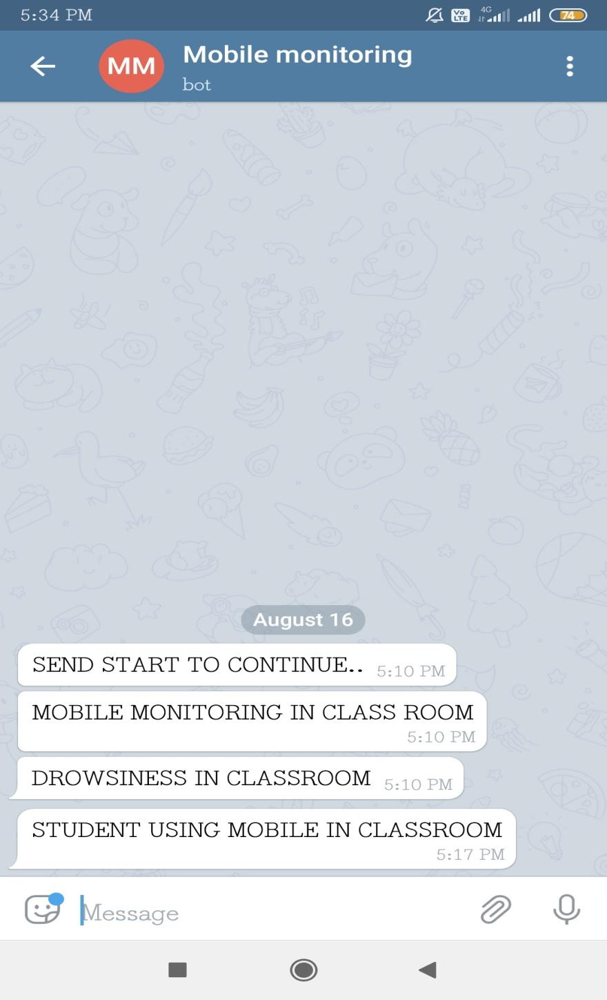 5:34 PM
Vo LTE
4G
74
MM
Mobile monitoring
bot
August 16
SEND START TO CONTINUE.. 5:10 PM
MOBILE MONITORING IN CLASS ROOM
5:10 PM
DROWSINESS IN CLASSROOM 5:10 PM
STUDENT USING MOBILE IN CLASSROOM
5:17 PM
Message